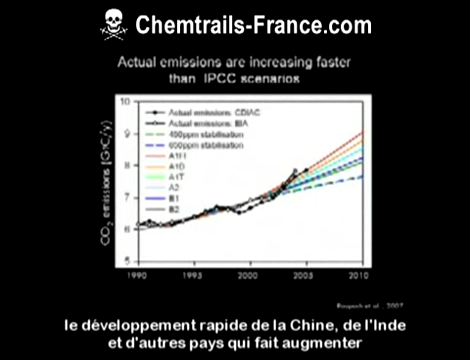 Chemtrails-France.com
Actual emissions are increasing faster
than IPCC scenarios
10
9
8
7
6
5
CO2 emissions (GtC/y)
Actual emissions: CDIAC
Actual emissions: EIA
450ppm stabilisation
650ppm stabilisation
A1FI
A1B
A1T
A2
B1
B2
1990
1995
2000
2005
2010
Raupach et al. 2007
le développement rapide de la Chine, de l'Inde
et d'autres pays qui fait augmenter